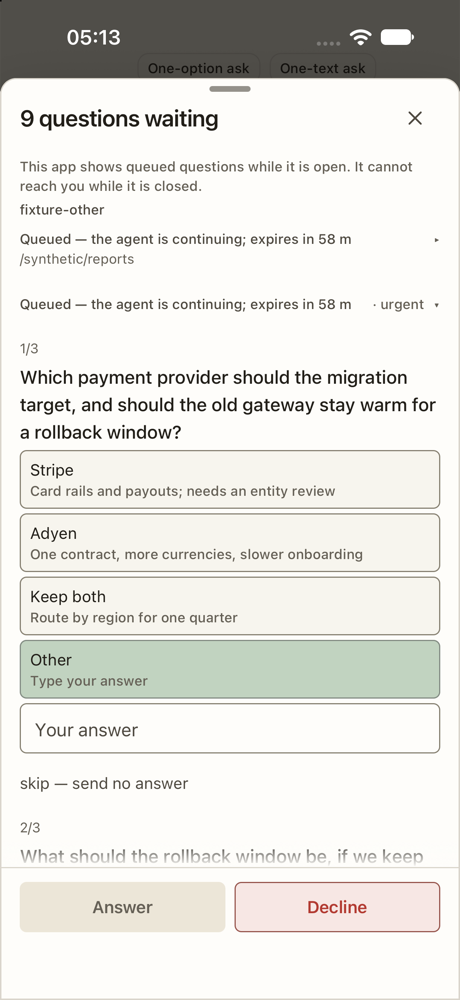 05:13
One-option ask One-text ask
9 questions waiting
This app shows queued questions while it is open. It cannot
reach you while it is closed.
fixture-other
Queued — the agent is continuing; expires in 58 m ▸
/synthetic/reports
Queued — the agent is continuing; expires in 58 m · urgent ▾
1/3
Which payment provider should the migration
target, and should the old gateway stay warm for
a rollback window?
Stripe
Card rails and payouts; needs an entity review
Adyen
One contract, more currencies, slower onboarding
Keep both
Route by region for one quarter
Other
Type your answer
Your answer
skip — send no answer
2/3
What should the rollback window be, if we keep
Answer Decline